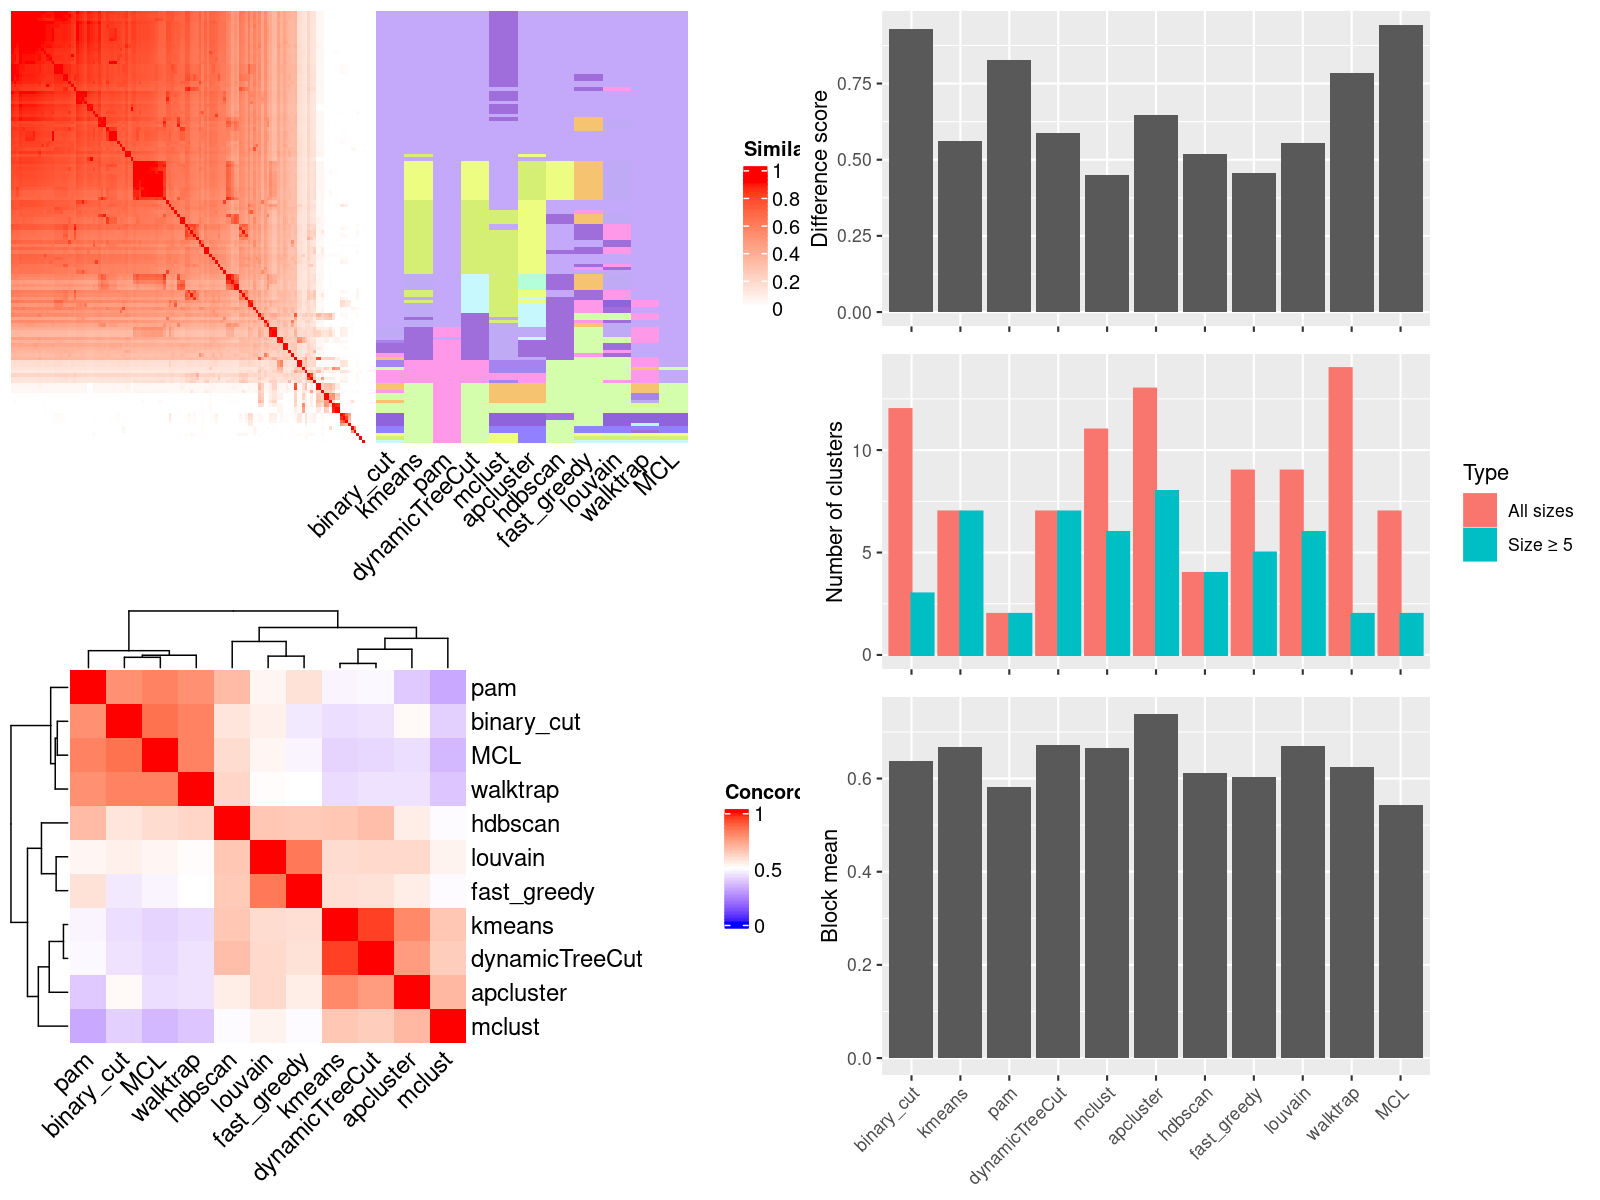 Simila
1
0.8
0.6
0.4
0.2
0
binary_cut
kmeans
pam
dynamicTreeCut
mclust
apcluster
hdbscan
fast_greedy
louvain
walktrap
MCL
Difference score
0.75
0.50
0.25
0.00
Number of clusters
10
5
0
Type
All sizes
Size ≥ 5
pam
binary_cut
MCL
walktrap
hdbscan
louvain
fast_greedy
kmeans
dynamicTreeCut
apcluster
mclust
pam
binary_cut
MCL
walktrap
hdbscan
louvain
fast_greedy
kmeans
dynamicTreeCut
apcluster
mclust
Concord
1
0.5
0
Block mean
0.6
0.4
0.2
0.0
binary_cut
kmeans
pam
dynamicTreeCut
mclust
apcluster
hdbscan
fast_greedy
louvain
walktrap
MCL